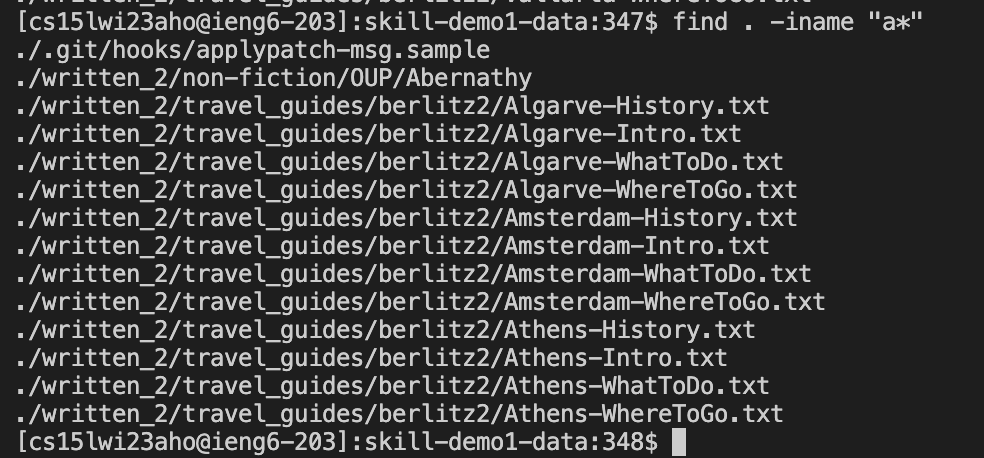 [cs15lwi23aho@ieng6-203]:skill-demo1-data:347$ find . -iname "a*"
./.git/hooks/applypatch-msg.sample
./written_2/non-fiction/OUP/Abernathy
./written_2/travel_guides/berlitz2/Algarve-History.txt
./written_2/travel_guides/berlitz2/Algarve-Intro.txt
./written_2/travel_guides/berlitz2/Algarve-WhatToDo.txt
./written_2/travel_guides/berlitz2/Algarve-WhereToGo.txt
./written_2/travel_guides/berlitz2/Amsterdam-History.txt
./written_2/travel_guides/berlitz2/Amsterdam-Intro.txt
./written_2/travel_guides/berlitz2/Amsterdam-WhatToDo.txt
./written_2/travel_guides/berlitz2/Amsterdam-WhereToGo.txt
./written_2/travel_guides/berlitz2/Athens-History.txt
./written_2/travel_guides/berlitz2/Athens-Intro.txt
./written_2/travel_guides/berlitz2/Athens-WhatToDo.txt
./written_2/travel_guides/berlitz2/Athens-WhereToGo.txt
[cs15lwi23aho@ieng6-203]:skill-demo1-data:348$